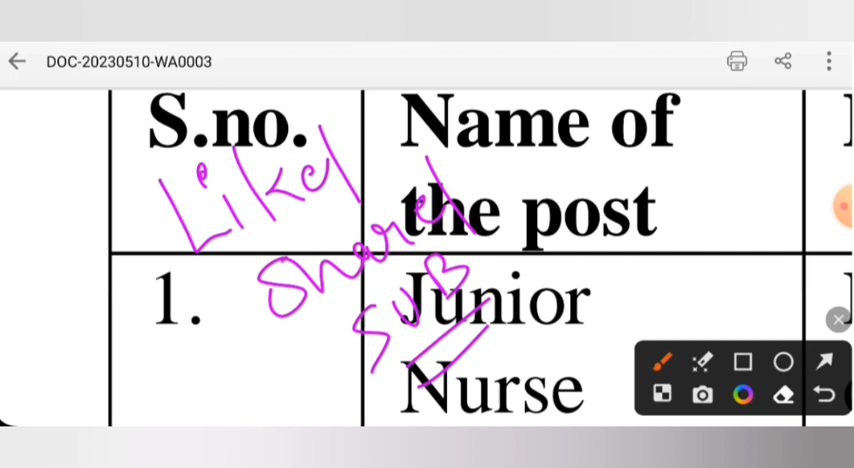 DOC-20230510-WA0003
S.no.
Name of
the post
Like/
Share/
SUB
1.
Junior
Nurse